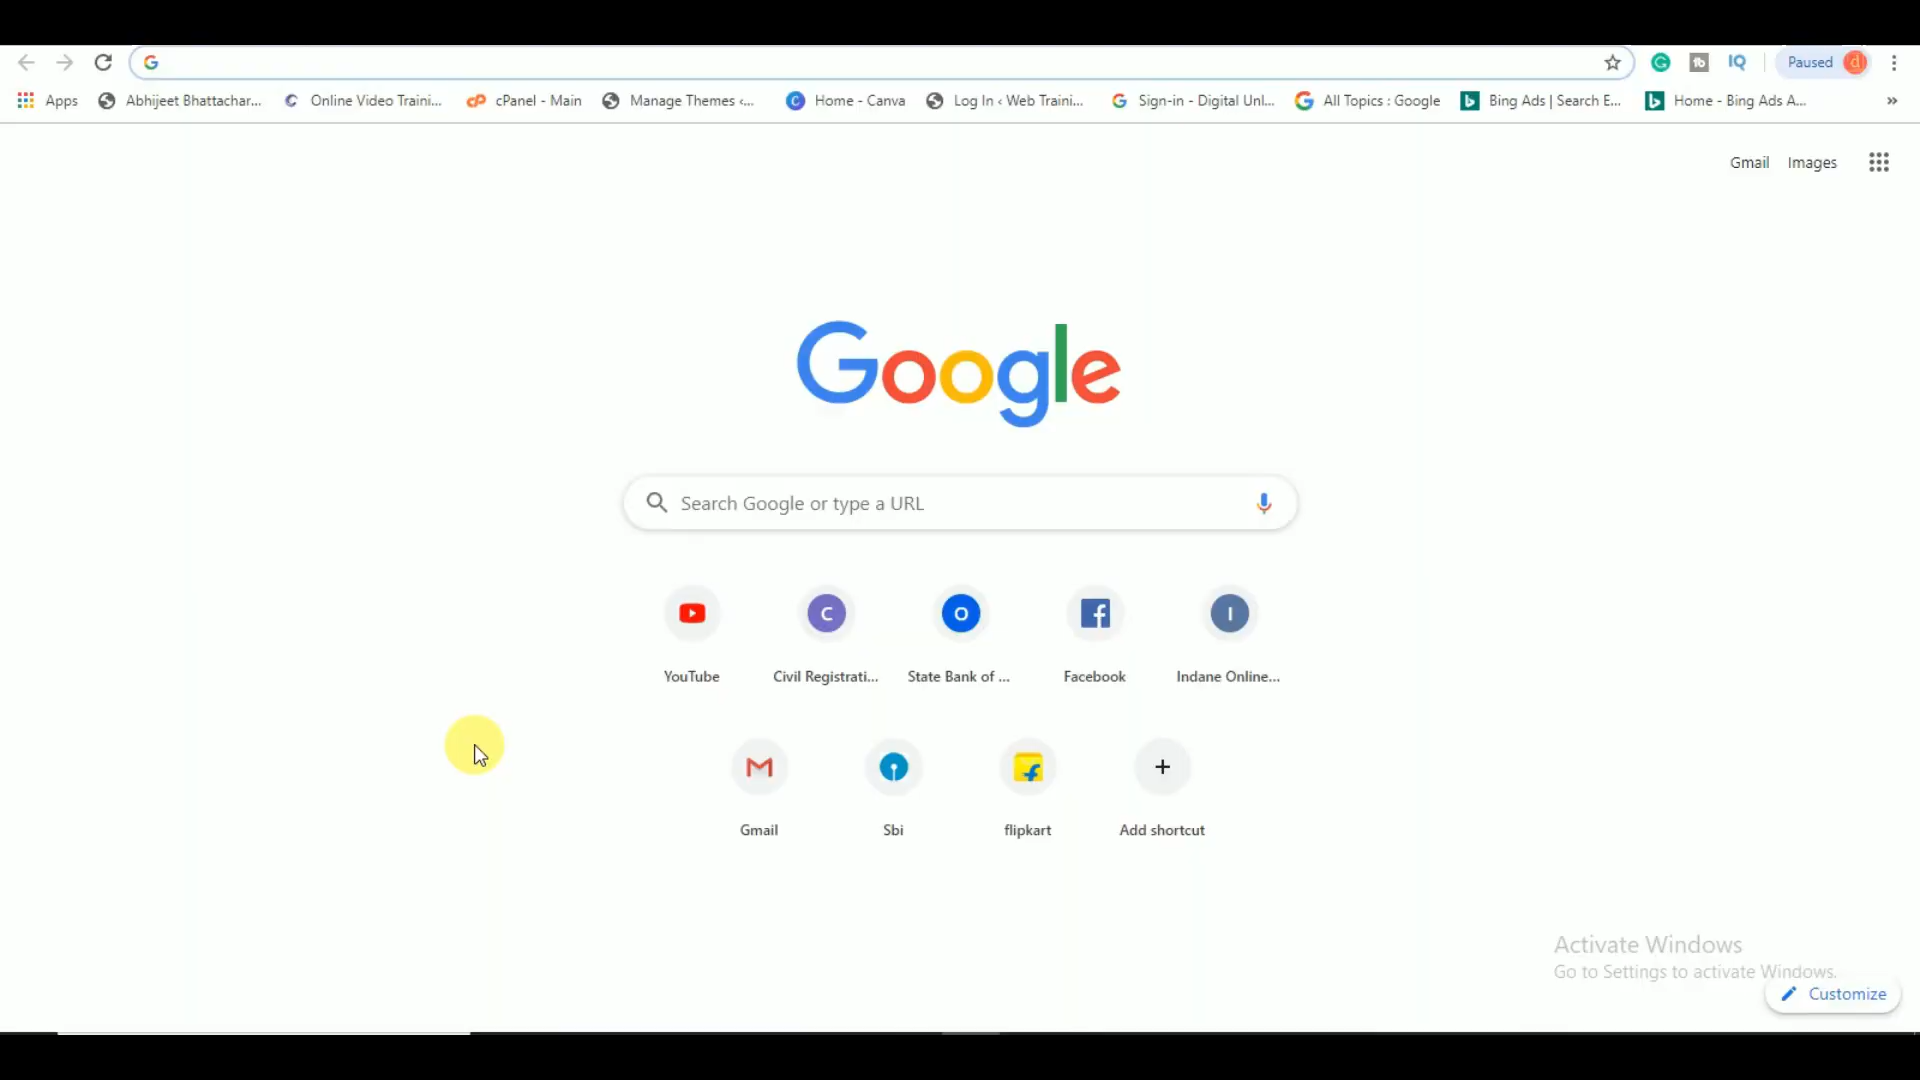 Paused d
Apps Abhijeet Bhattachar... Online Video Traini... cPanel - Main Manage Themes ‹... Home - Canva Log In ‹ Web Traini... Sign-in - Digital Unl... All Topics : Google Bing Ads | Search E... Home - Bing Ads A... »
Gmail Images
Google
Search Google or type a URL
C O I
YouTube Civil Registrati... State Bank of ... Facebook Indane Online...
Gmail Sbi flipkart Add shortcut
Activate Windows
Go to Settings to activate Windows.
Customize